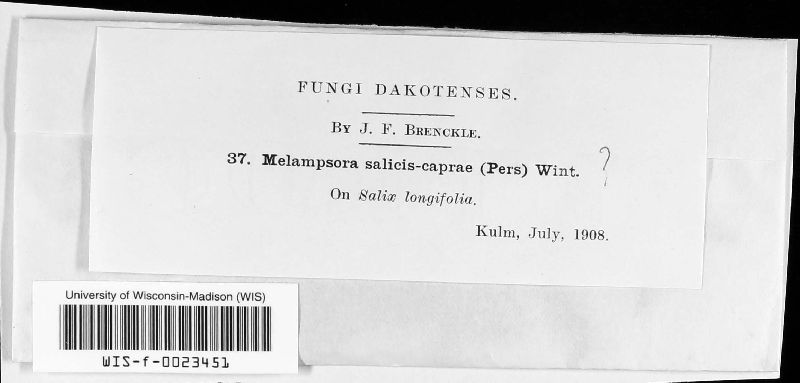 FUNGI DAKOTENSES.
BY J. F. BRENCKLE.
37. Melampsora salicis-caprae (Pers) Wint. ?
On Salix longifolia.
Kulm, July, 1908.
University of Wisconsin-Madison (WIS)
WIS-f-0023451